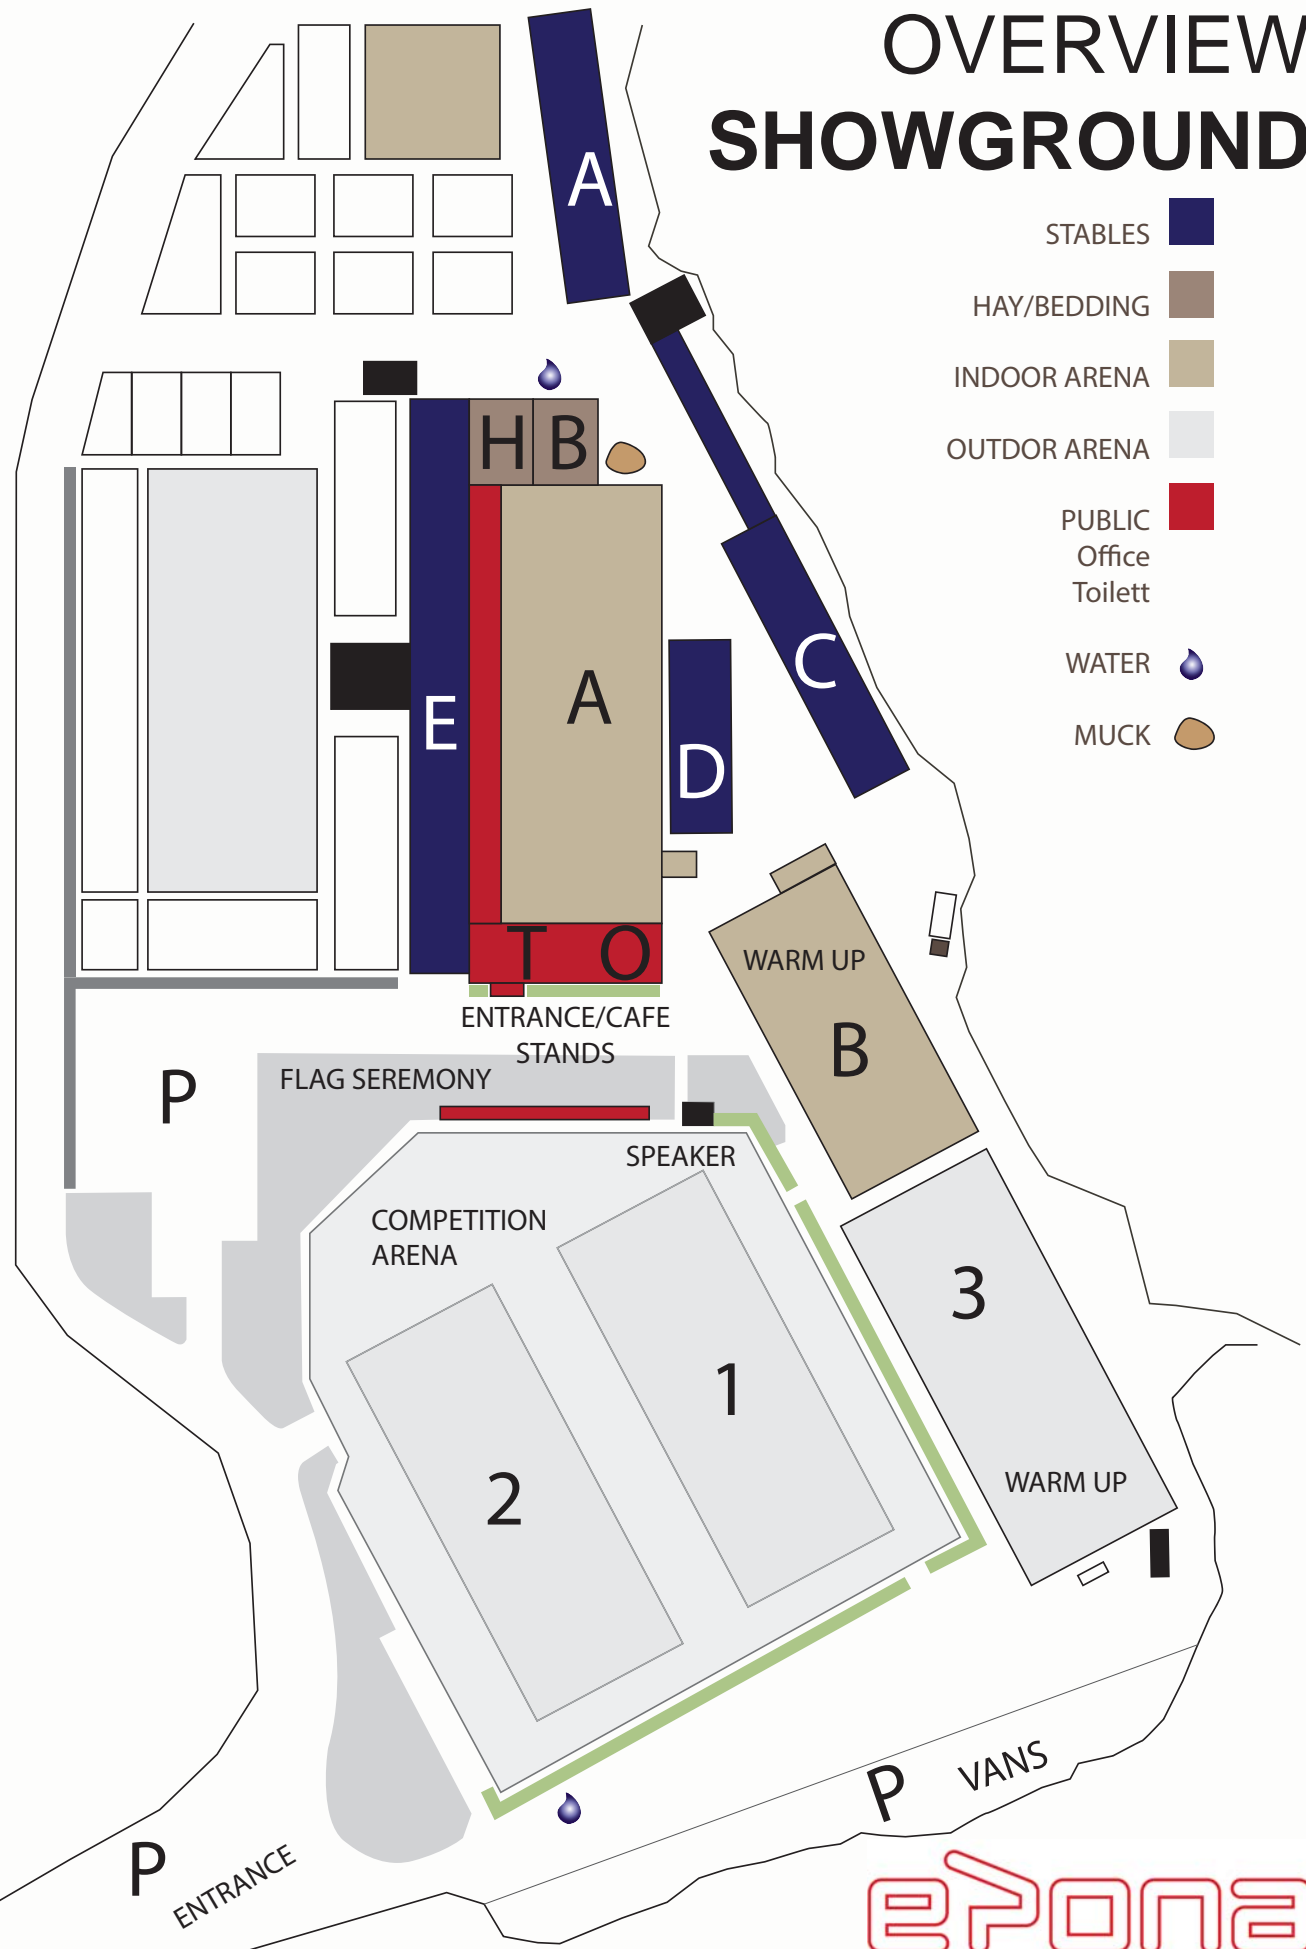 OVERVIEW
SHOWGROUND
STABLES
HAY/BEDDING
INDOOR ARENA
OUTDOR ARENA
PUBLIC
Office
Toilett
WATER
MUCK
A
H B
C
E
A
D
T O
WARM UP
B
ENTRANCE/CAFE
STANDS
P
FLAG SEREMONY
SPEAKER
COMPETITION
ARENA
3
1
2
WARM UP
P VANS
P ENTRANCE
epona